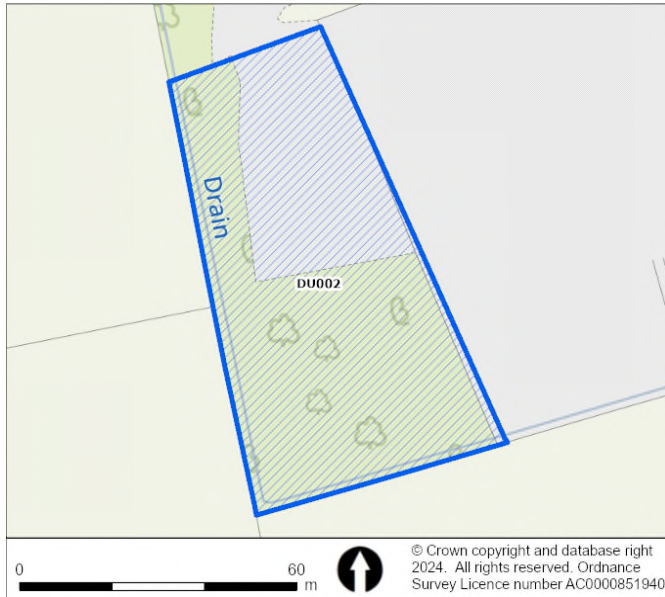 Drain
DU002
0
60
m
© Crown copyright and database right
2024. All rights reserved. Ordnance
Survey Licence number AC0000851940